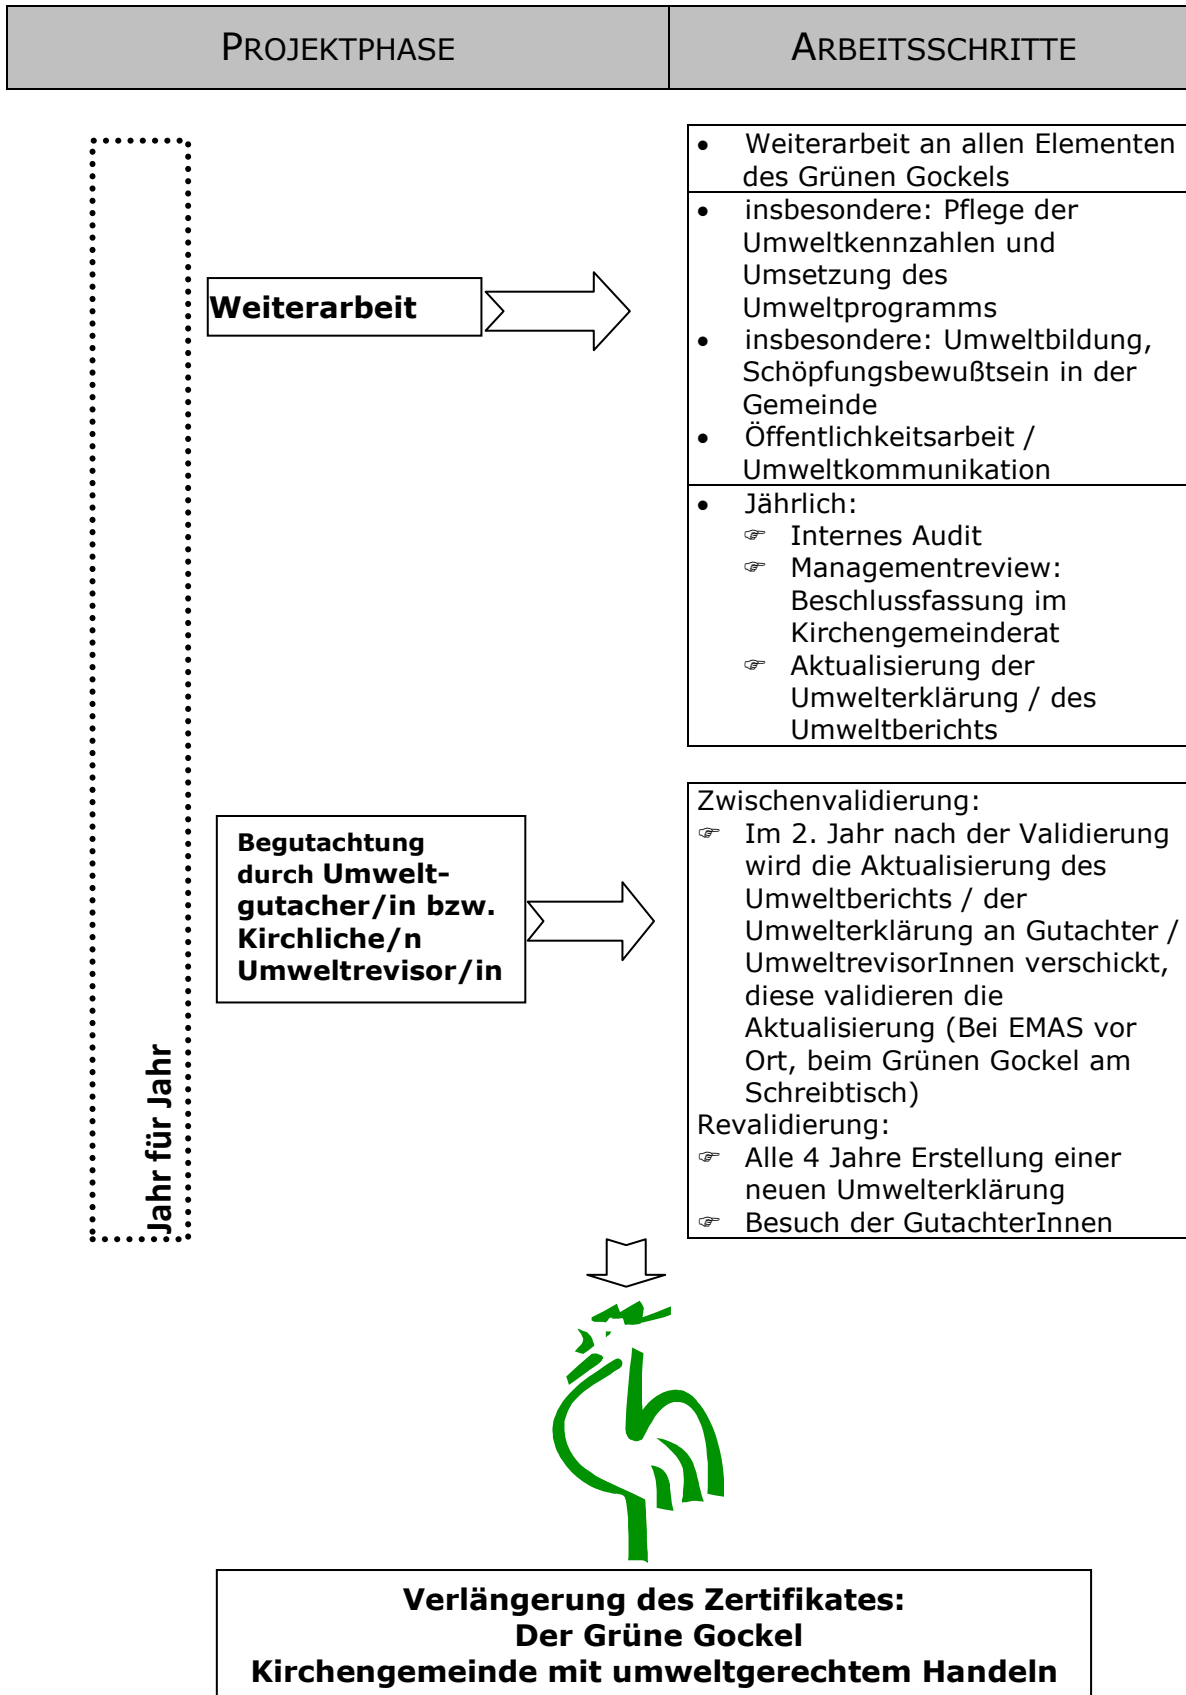 PROJEKTPHASE
ARBEITSSCHRITTE
• Weiterarbeit an allen Elementen
des Grünen Gockels
• insbesondere: Pflege der
Umweltkennzahlen und
Umsetzung des
Umweltprogramms
• insbesondere: Umweltbildung,
Schöpfungsbewußtsein in der
Gemeinde
• Öffentlichkeitsarbeit /
Umweltkommunikation
• Jährlich:
☞ Internes Audit
☞ Managementreview:
Beschlussfassung im
Kirchengemeinderat
☞ Aktualisierung der
Umwelterklärung / des
Umweltberichts
Weiterarbeit
Zwischenvalidierung:
☞ Im 2. Jahr nach der Validierung
wird die Aktualisierung des
Umweltberichts / der
Umwelterklärung an Gutachter /
UmweltrevisorInnen verschickt,
diese validieren die
Aktualisierung (Bei EMAS vor
Ort, beim Grünen Gockel am
Schreibtisch)
Revalidierung:
☞ Alle 4 Jahre Erstellung einer
neuen Umwelterklärung
☞ Besuch der GutachterInnen
Begutachtung
durch Umwelt-
gutacher/in bzw.
Kirchliche/n
Umweltrevisor/in
Jahr für Jahr
Verlängerung des Zertifikates:
Der Grüne Gockel
Kirchengemeinde mit umweltgerechtem Handeln